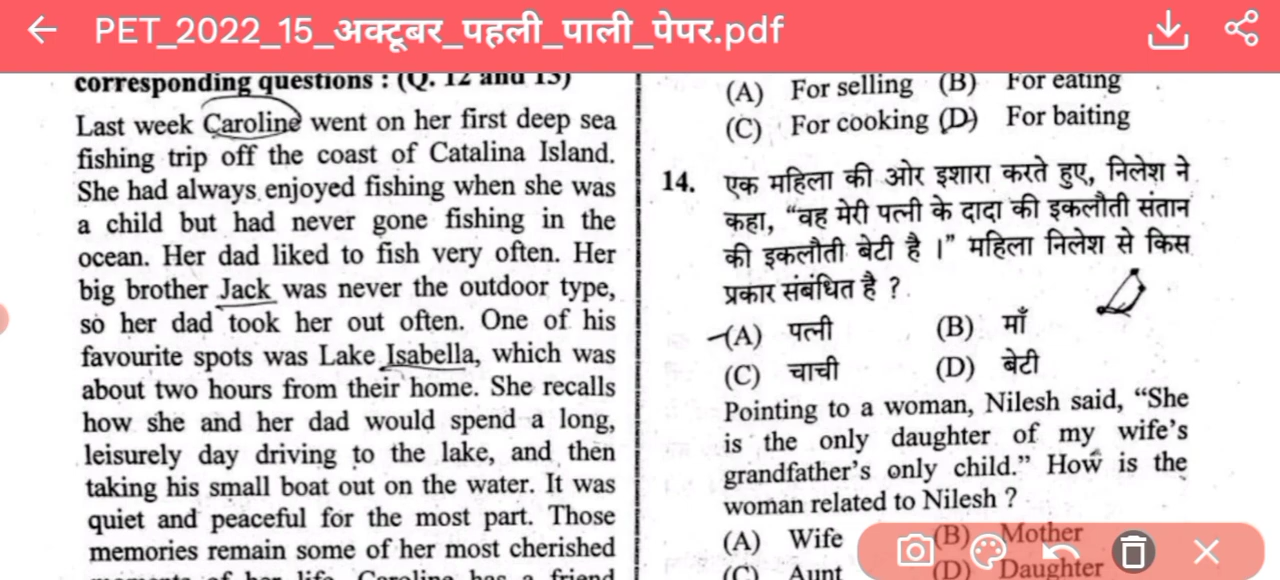 PET_2022_15_अक्टूबर_पहली_पाली_पेपर.pdf
corresponding questions : (Q. 12 and 13)
Last week Caroline went on her first deep sea
fishing trip off the coast of Catalina Island.
She had always enjoyed fishing when she was
a child but had never gone fishing in the
ocean. Her dad liked to fish very often. Her
big brother Jack was never the outdoor type,
so her dad took her out often. One of his
favourite spots was Lake Isabella, which was
about two hours from their home. She recalls
how she and her dad would spend a long,
leisurely day driving to the lake, and then
taking his small boat out on the water. It was
quiet and peaceful for the most part. Those
memories remain some of her most cherished
moments of her life. Caroline has a friend
(A) For selling (B) For eating
(C) For cooking (D) For baiting
14. एक महिला की ओर इशारा करते हुए, निलेश ने
कहा, “वह मेरी पत्नी के दादा की इकलौती संतान
की इकलौती बेटी है ।” महिला निलेश से किस
प्रकार संबंधित है ?
(A) पत्नी (B) माँ
(C) चाची (D) बेटी
Pointing to a woman, Nilesh said, “She
is the only daughter of my wife’s
grandfather’s only child.” How is the
woman related to Nilesh ?
(A) Wife (B) Mother
(C) Aunt (D) Daughter